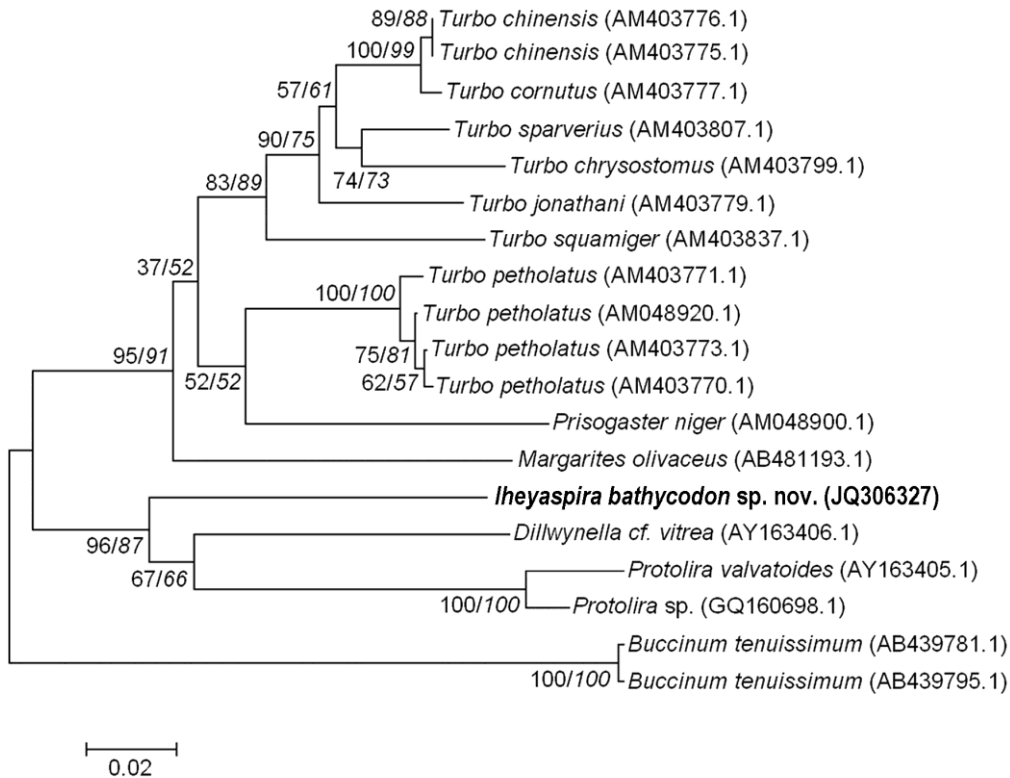 89/88 Turbo chinensis (AM403776.1)
Turbo chinensis (AM403775.1)
100/99
Turbo cornutus (AM403777.1)
57/61
Turbo sparverius (AM403807.1)
90/75
Turbo chrysostomus (AM403799.1)
74/73
83/89
Turbo jonathani (AM403779.1)
Turbo squamiger (AM403837.1)
37/52
Turbo petholatus (AM403771.1)
100/100
Turbo petholatus (AM048920.1)
Turbo petholatus (AM403773.1)
75/81
95/91
62/57 Turbo petholatus (AM403770.1)
52/52
Prisogaster niger (AM048900.1)
Margarites olivaceus (AB481193.1)
Iheyaspira bathycodon sp. nov. (JQ306327)
Dillwynella cf. vitrea (AY163406.1)
96/87
Protolira valvatoides (AY163405.1)
67/66
100/100 Protolira sp. (GQ160698.1)
Buccinum tenuissimum (AB439781.1)
100/100 Buccinum tenuissimum (AB439795.1)
0.02